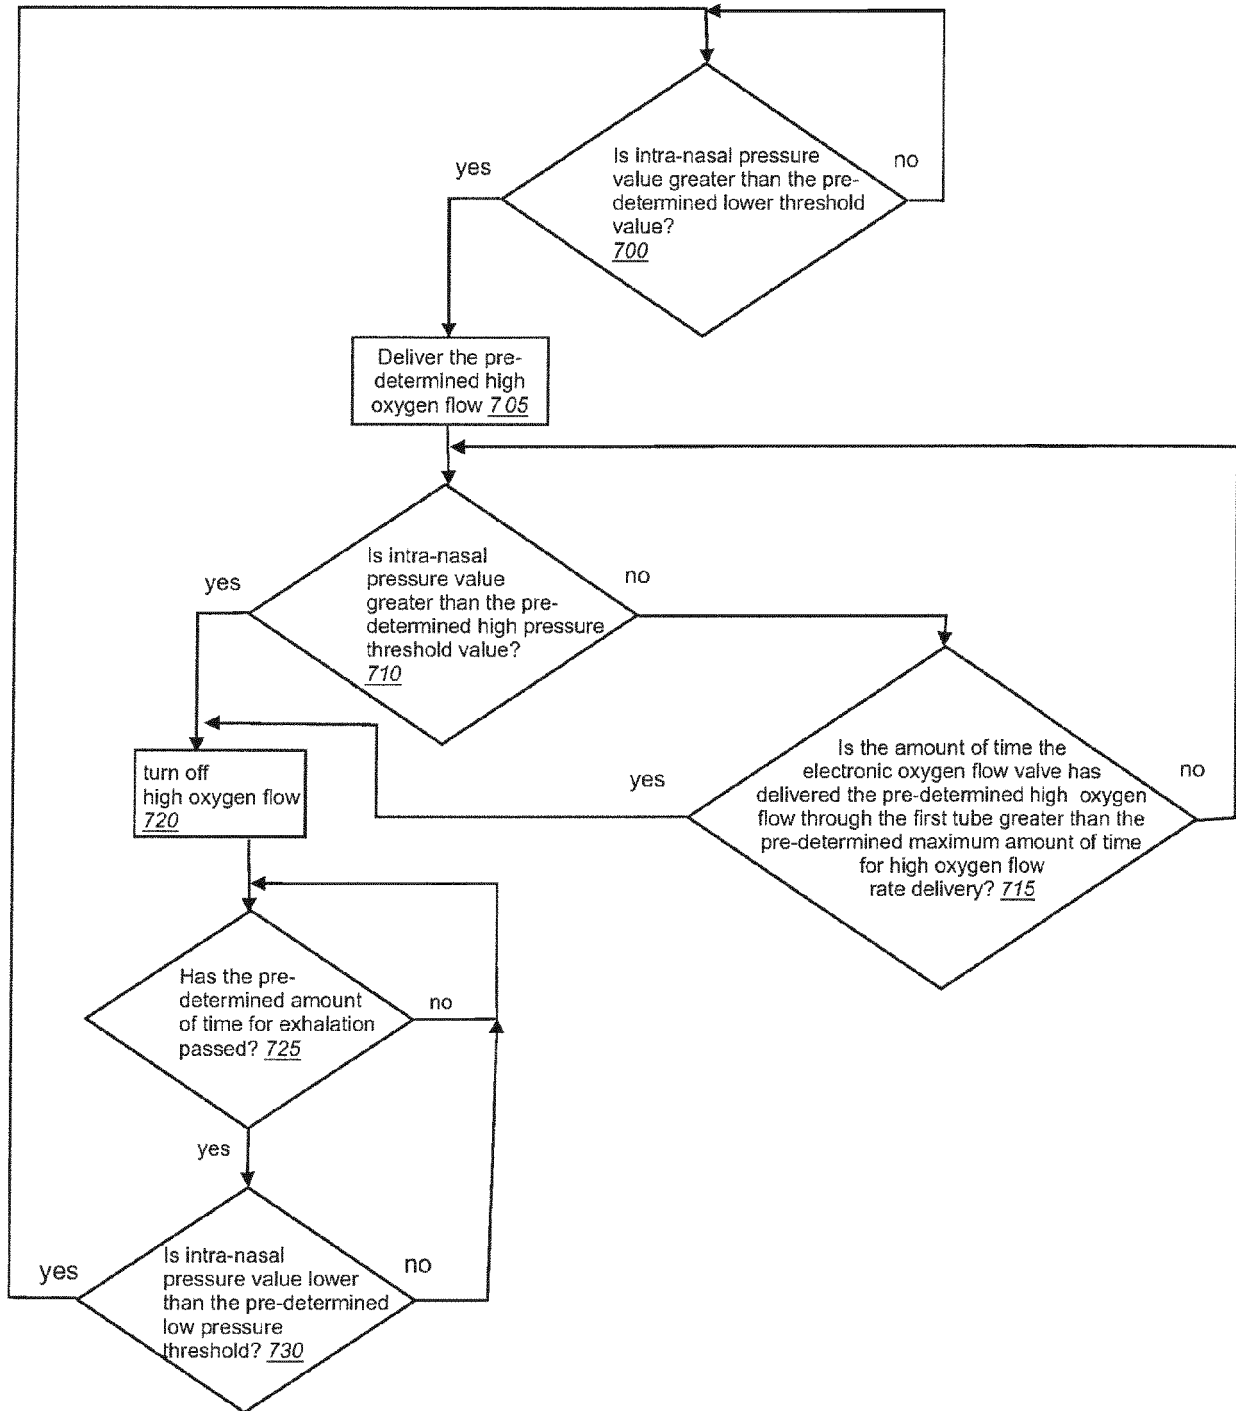 yes
Is intra-nasal pressure
value greater than the pre-
determined lower threshold
value?
700
no
Deliver the pre-
determined high
oxygen flow 705
yes
Is intra-nasal
pressure value
greater than the pre-
determined high pressure
threshold value?
710
no
turn off
high oxygen flow
720
yes
Is the amount of time the
electronic oxygen flow valve has
delivered the pre-determined high oxygen
flow through the first tube greater than the
pre-determined maximum amount of time
for high oxygen flow
rate delivery? 715
no
Has the pre-
determined amount
of time for exhalation
passed? 725
no
yes
yes
Is intra-nasal
pressure value lower
than the pre-determined
low pressure
threshold? 730
no